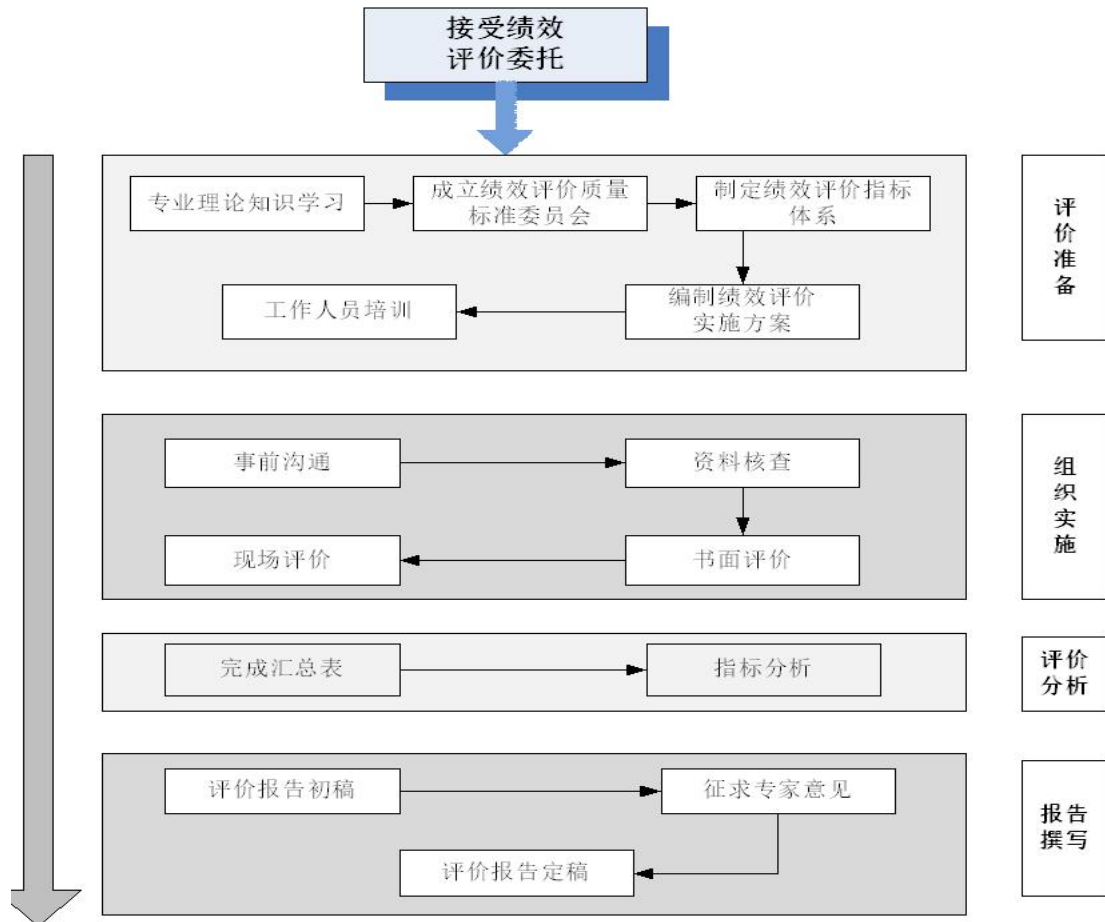 接受绩效
评价委托
专业理论知识学习
成立绩效评价质量
标准委员会
制定绩效评价指标
体系
工作人员培训
编制绩效评价
实施方案
评
价
准
备
事前沟通
资料核查
现场评价
书面评价
组
织
实
施
完成汇总表
指标分析
评价
分析
评价报告初稿
征求专家意见
评价报告定稿
报告
撰写